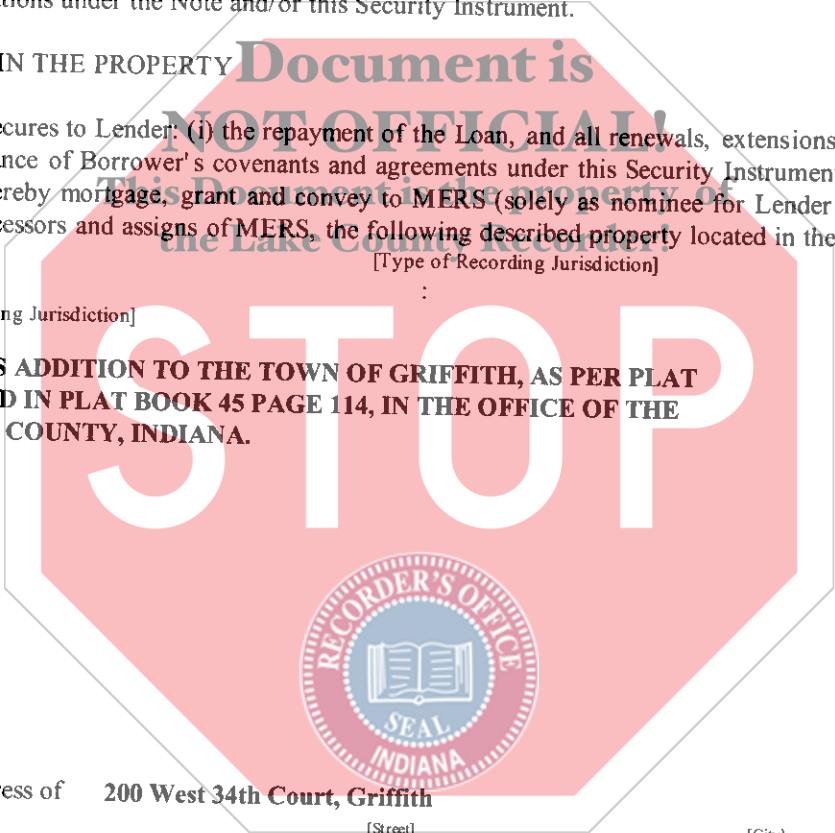 tions under the Note and/or this Security Instrument.
IN THE PROPERTY
Document is
NOT OFFICIAL!
This Document is the property of
the Lake County Recorder!
ecures to Lender: (i) the repayment of the Loan, and all renewals, extensions
nce of Borrower's covenants and agreements under this Security Instrumen
reby mortgage, grant and convey to MERS (solely as nominee for Lender
cessors and assigns of MERS, the following described property located in the
[Type of Recording Jurisdiction]
:
ng Jurisdiction]
S ADDITION TO THE TOWN OF GRIFFITH, AS PER PLAT
D IN PLAT BOOK 45 PAGE 114, IN THE OFFICE OF THE
COUNTY, INDIANA.
STOP
RECORDER'S OFFICE
SEAL
INDIANA
ess of 200 West 34th Court, Griffith
[Street]
[City]